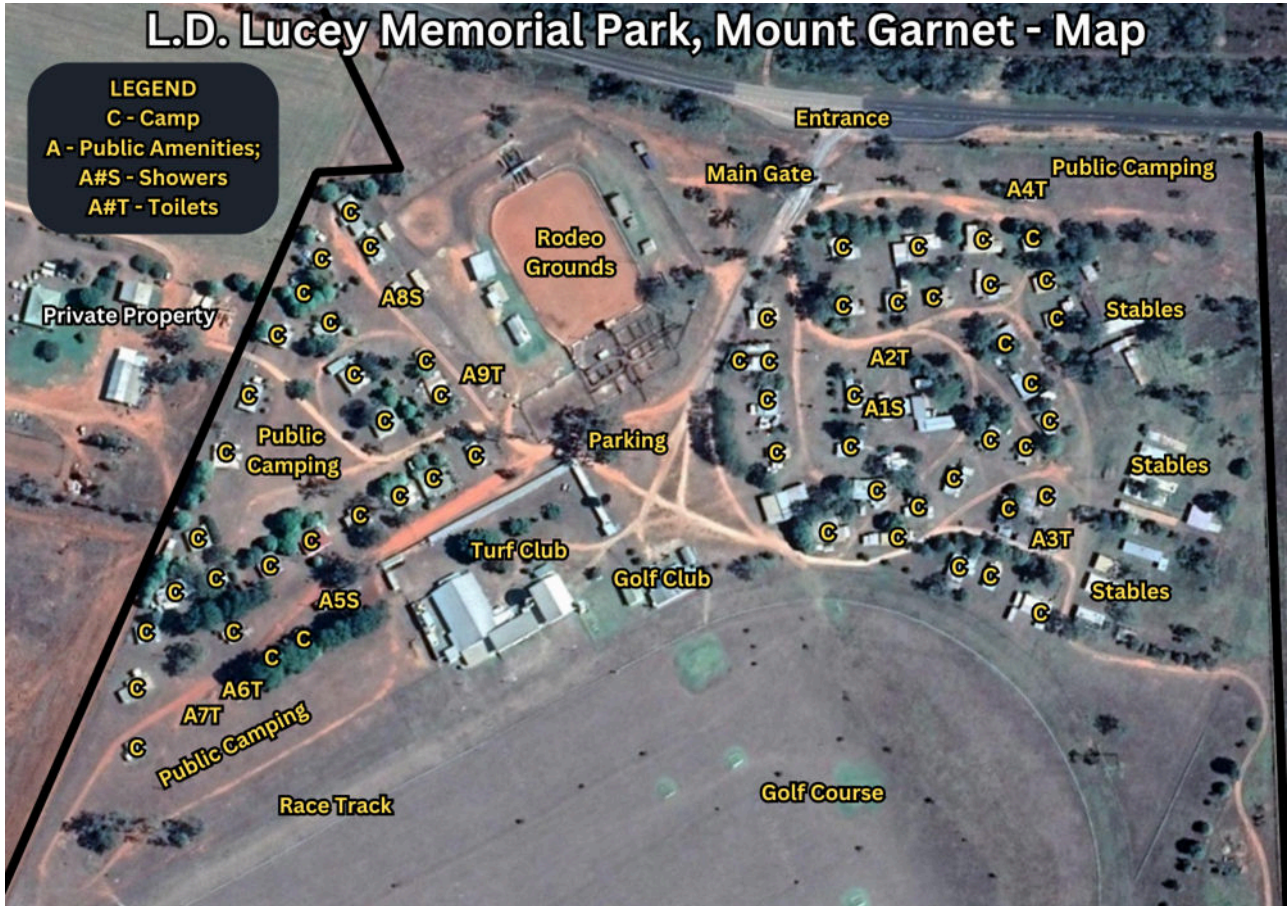 L.D. Lucey Memorial Park, Mount Garnet - Map
LEGEND
C - Camp
A - Public Amenities;
A#S - Showers
A#T - Toilets
Entrance
Main Gate
Public Camping
A4T
C
C
C
C
C
C
C
C
C
C
C
C
Stables
C
C
C
A2T
C
C
C
C
A1S
C
C
C
C
C
C
Stables
C
C
C
C
C
C
C
A3T
C
C
Stables
C
Rodeo
Grounds
C
C
C
C
A8S
Private Property
C
C
C
C
A9T
C
C
C
Public
Camping
Parking
C
C
C
C
C
C
C
Turf Club
Golf Club
C
C
C
A5S
C
C
C
C
C
A6T
A7T
C
Public Camping
Race Track
Golf Course